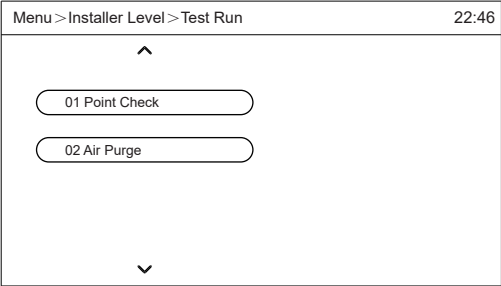 Menu＞Installer Level＞Test Run 22:46
01 Point Check
02 Air Purge